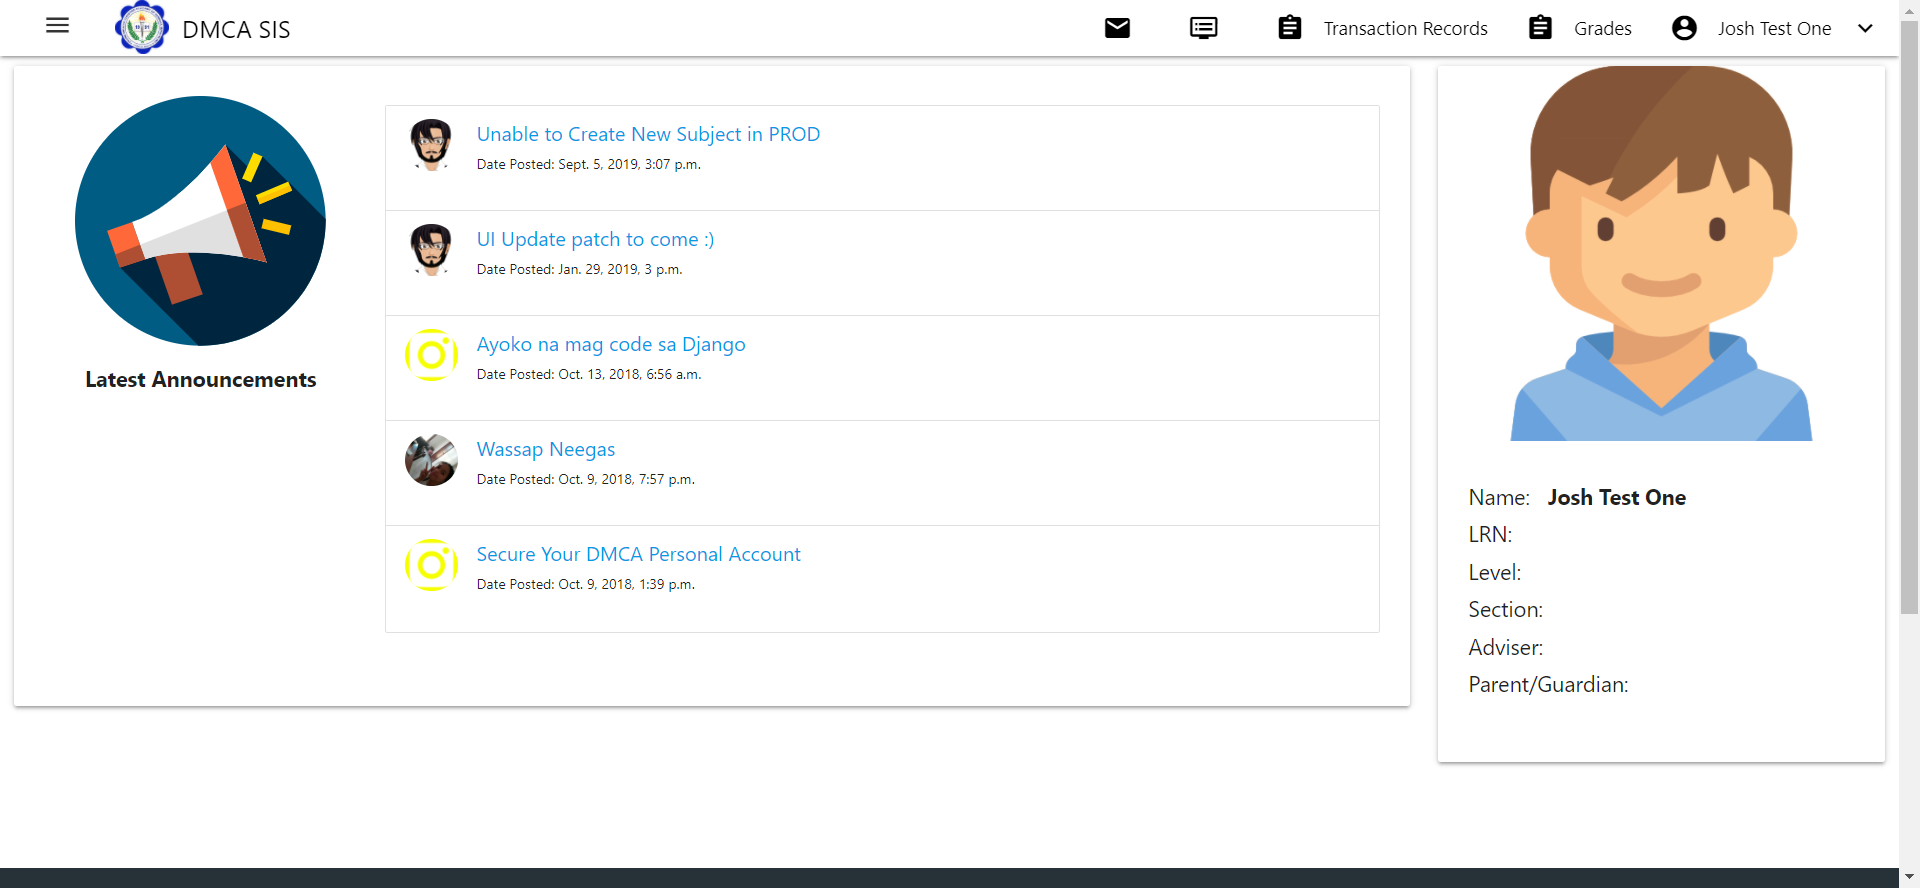 DMCA SIS
Transaction Records
Grades
Josh Test One
Latest Announcements
Unable to Create New Subject in PROD
Date Posted: Sept. 5, 2019, 3:07 p.m.
UI Update patch to come :)
Date Posted: Jan. 29, 2019, 3 p.m.
Ayoko na mag code sa Django
Date Posted: Oct. 13, 2018, 6:56 a.m.
Wassap Neegas
Date Posted: Oct. 9, 2018, 7:57 p.m.
Secure Your DMCA Personal Account
Date Posted: Oct. 9, 2018, 1:39 p.m.
Name: Josh Test One
LRN:
Level:
Section:
Adviser:
Parent/Guardian: